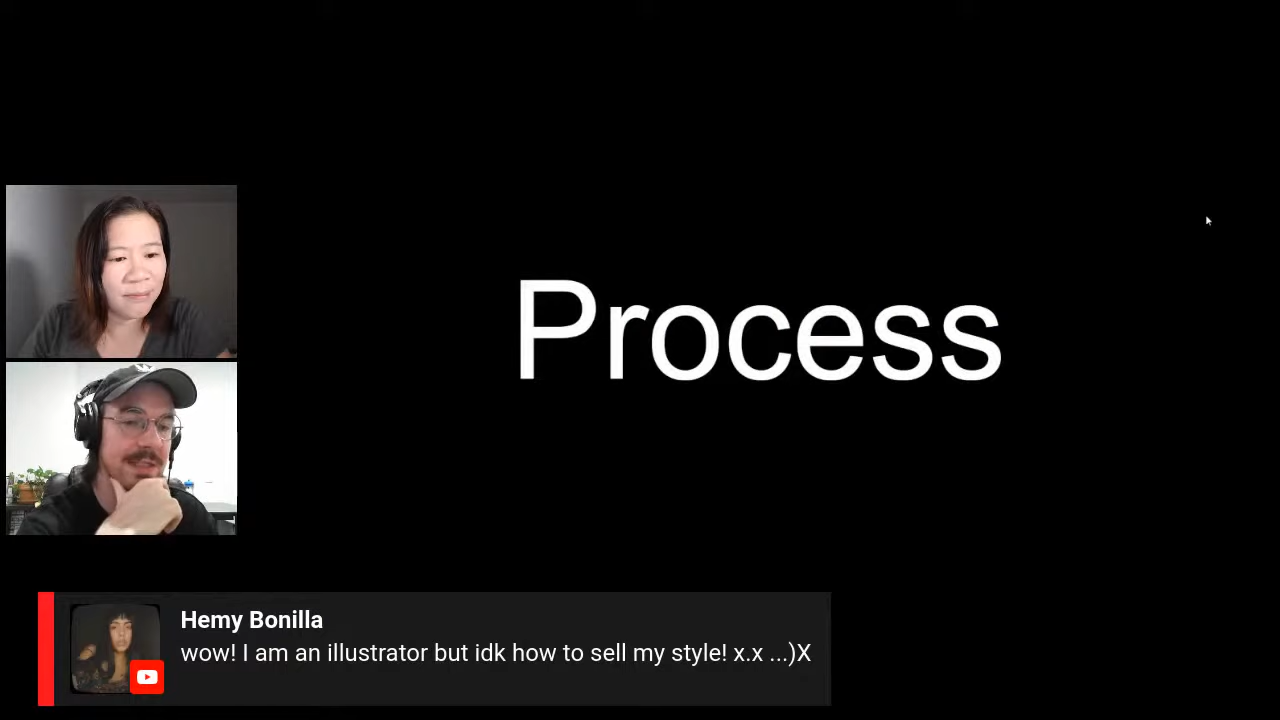 Process
Hemy Bonilla
wow! I am an illustrator but idk how to sell my style! x.x ...)X